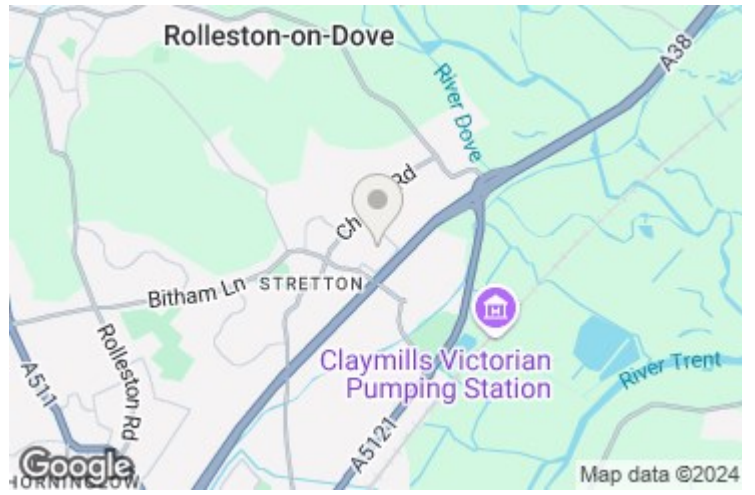 Rolleston-on-Dove
A38
River Dove
Rd
Bitham Ln
STRETTON
Claymills Victorian
Pumping Station
River Trent
Rolleston Rd
A511
A5121
Google
Map data ©2024